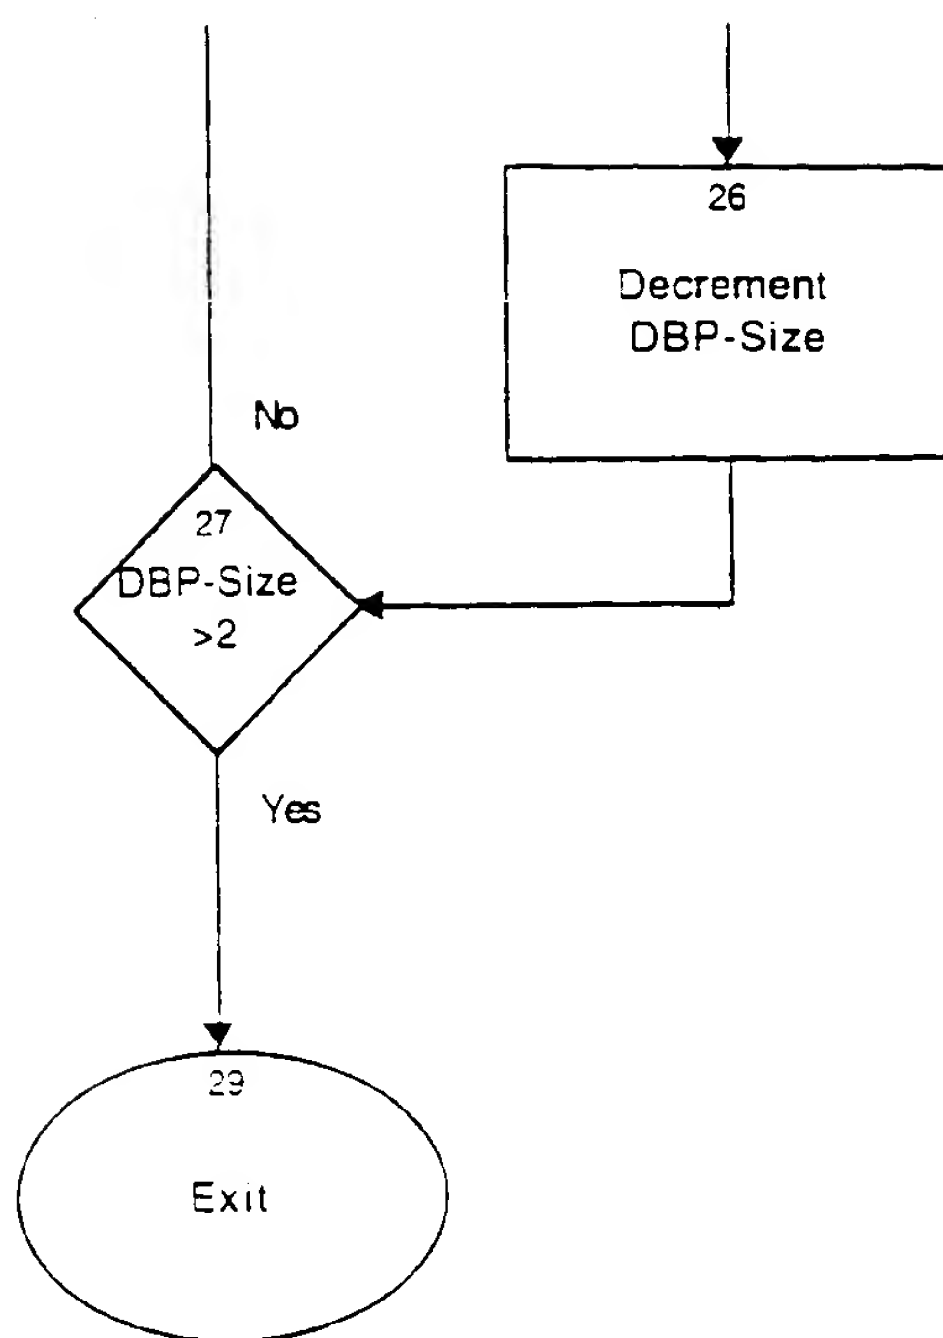 26
Decrement
DBP-Size
No
27
DBP-Size
>2
Yes
29
Exit